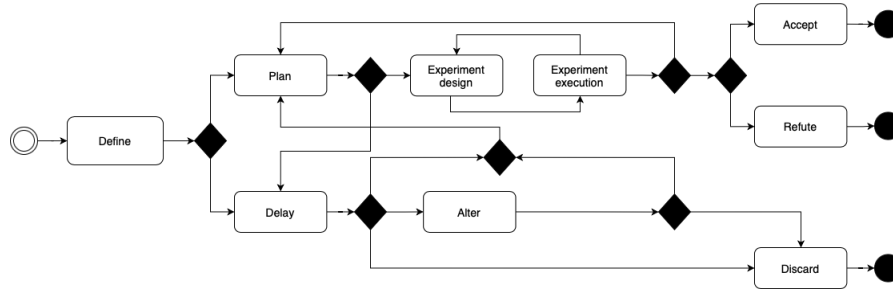 Accept
Plan
Experiment
design
Experiment
execution
Define
Refute
Delay
Alter
Discard